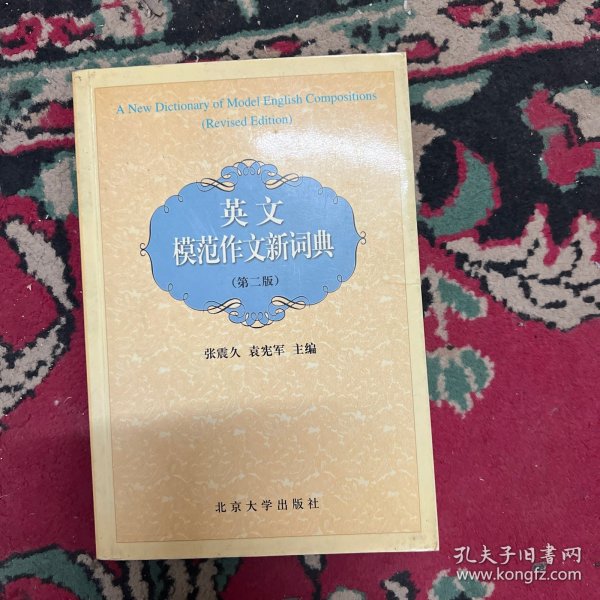 A New Dictionary of Model English Compositions
(Revised Edition)
英文
模范作文新词典
(第二版)
张震久 袁宪军 主编
北京大学出版社
孔夫子旧書网
www.kongfz.com